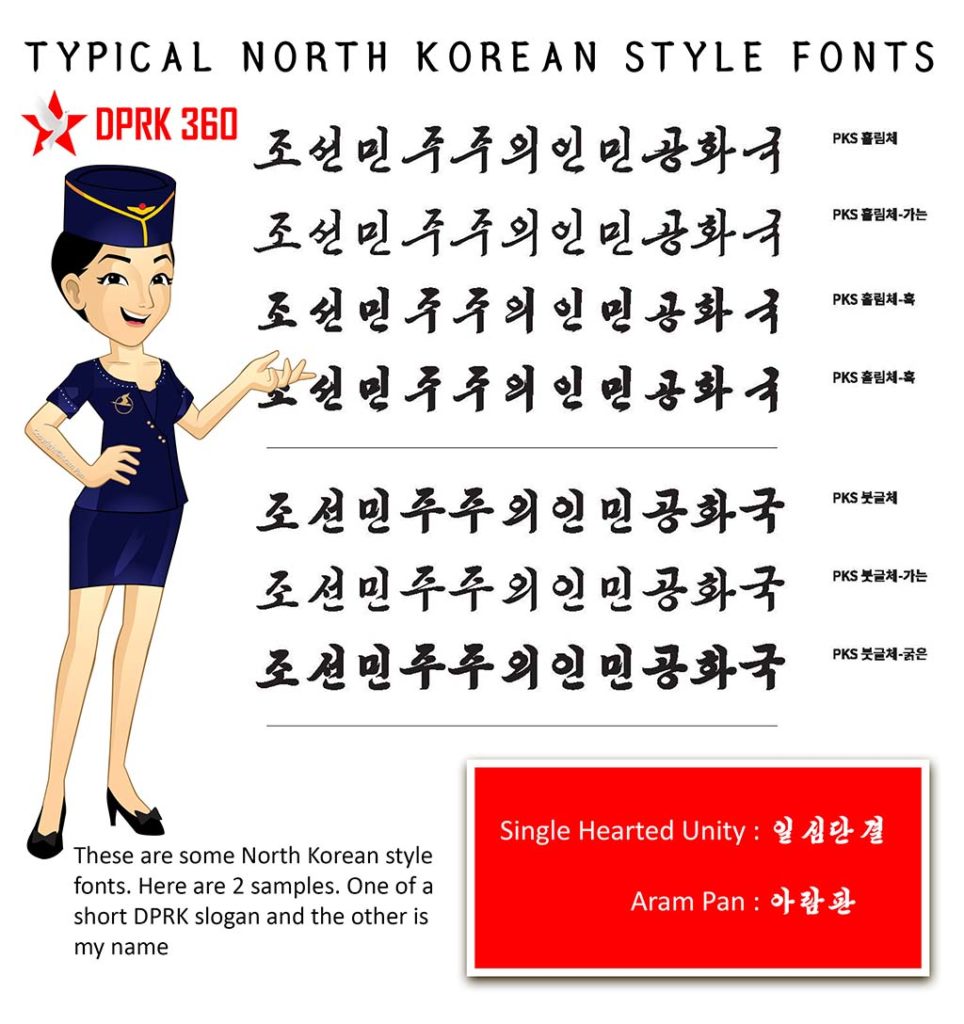 TYPICAL NORTH KOREAN STYLE FONTS
DPRK 360
조선민주주의인민공화국 PKS 흘림체
조선민주주의인민공화국 PKS 흘림체-가는
조선민주주의인민공화국 PKS 흘림체-흑
조선민주주의인민공화국 PKS 흘림체-흑
조선민주주의인민공화국 PKS 붓글체
조선민주주의인민공화국 PKS 붓글체-가는
조선민주주의인민공화국 PKS 붓글체-굵은
Single Hearted Unity : 일심단결
Aram Pan : 아람판
These are some North Korean style
fonts. Here are 2 samples. One of a
short DPRK slogan and the other is
my name